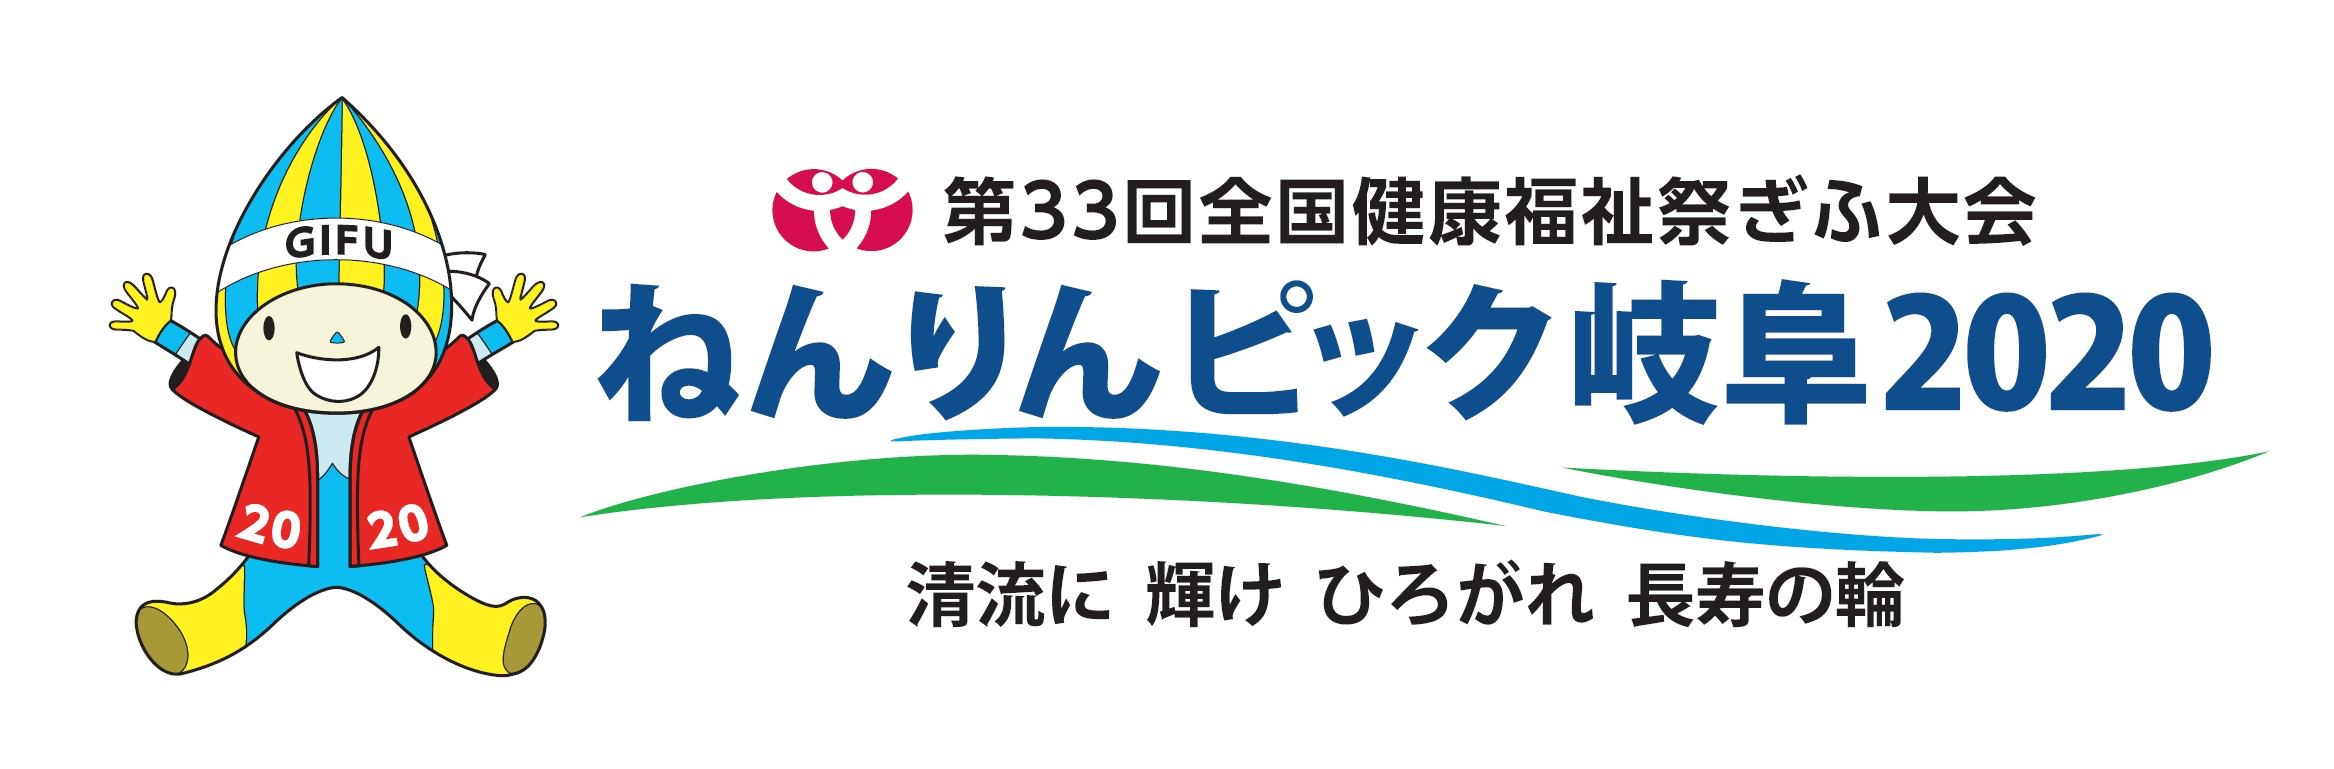 GIFU
20 20
第33回全国健康福祉祭ぎふ大会
ねんりんピック岐阜2020
清流に 輝け ひろがれ 長寿の輪